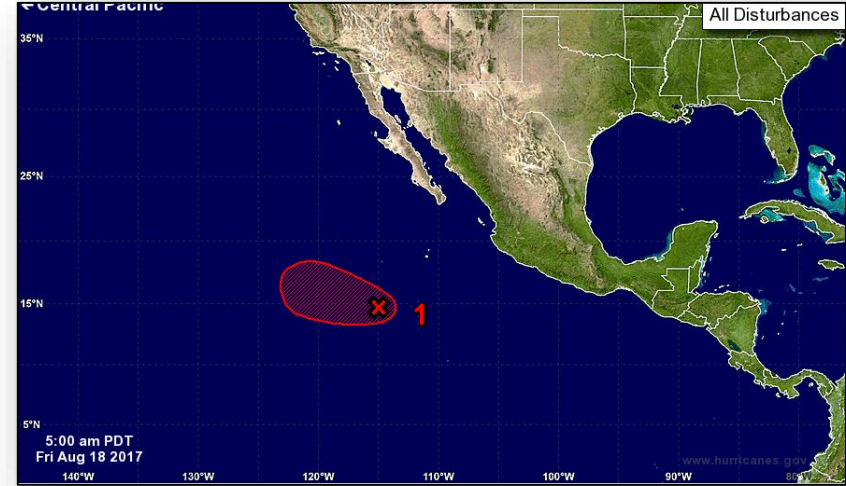 ←Central Pacific
All Disturbances
35°N
25°N
15°N
1
5°N
5:00 am PDT
Fri Aug 18 2017
www.hurricanes.gov
140°W 130°W 120°W 110°W 100°W 90°W